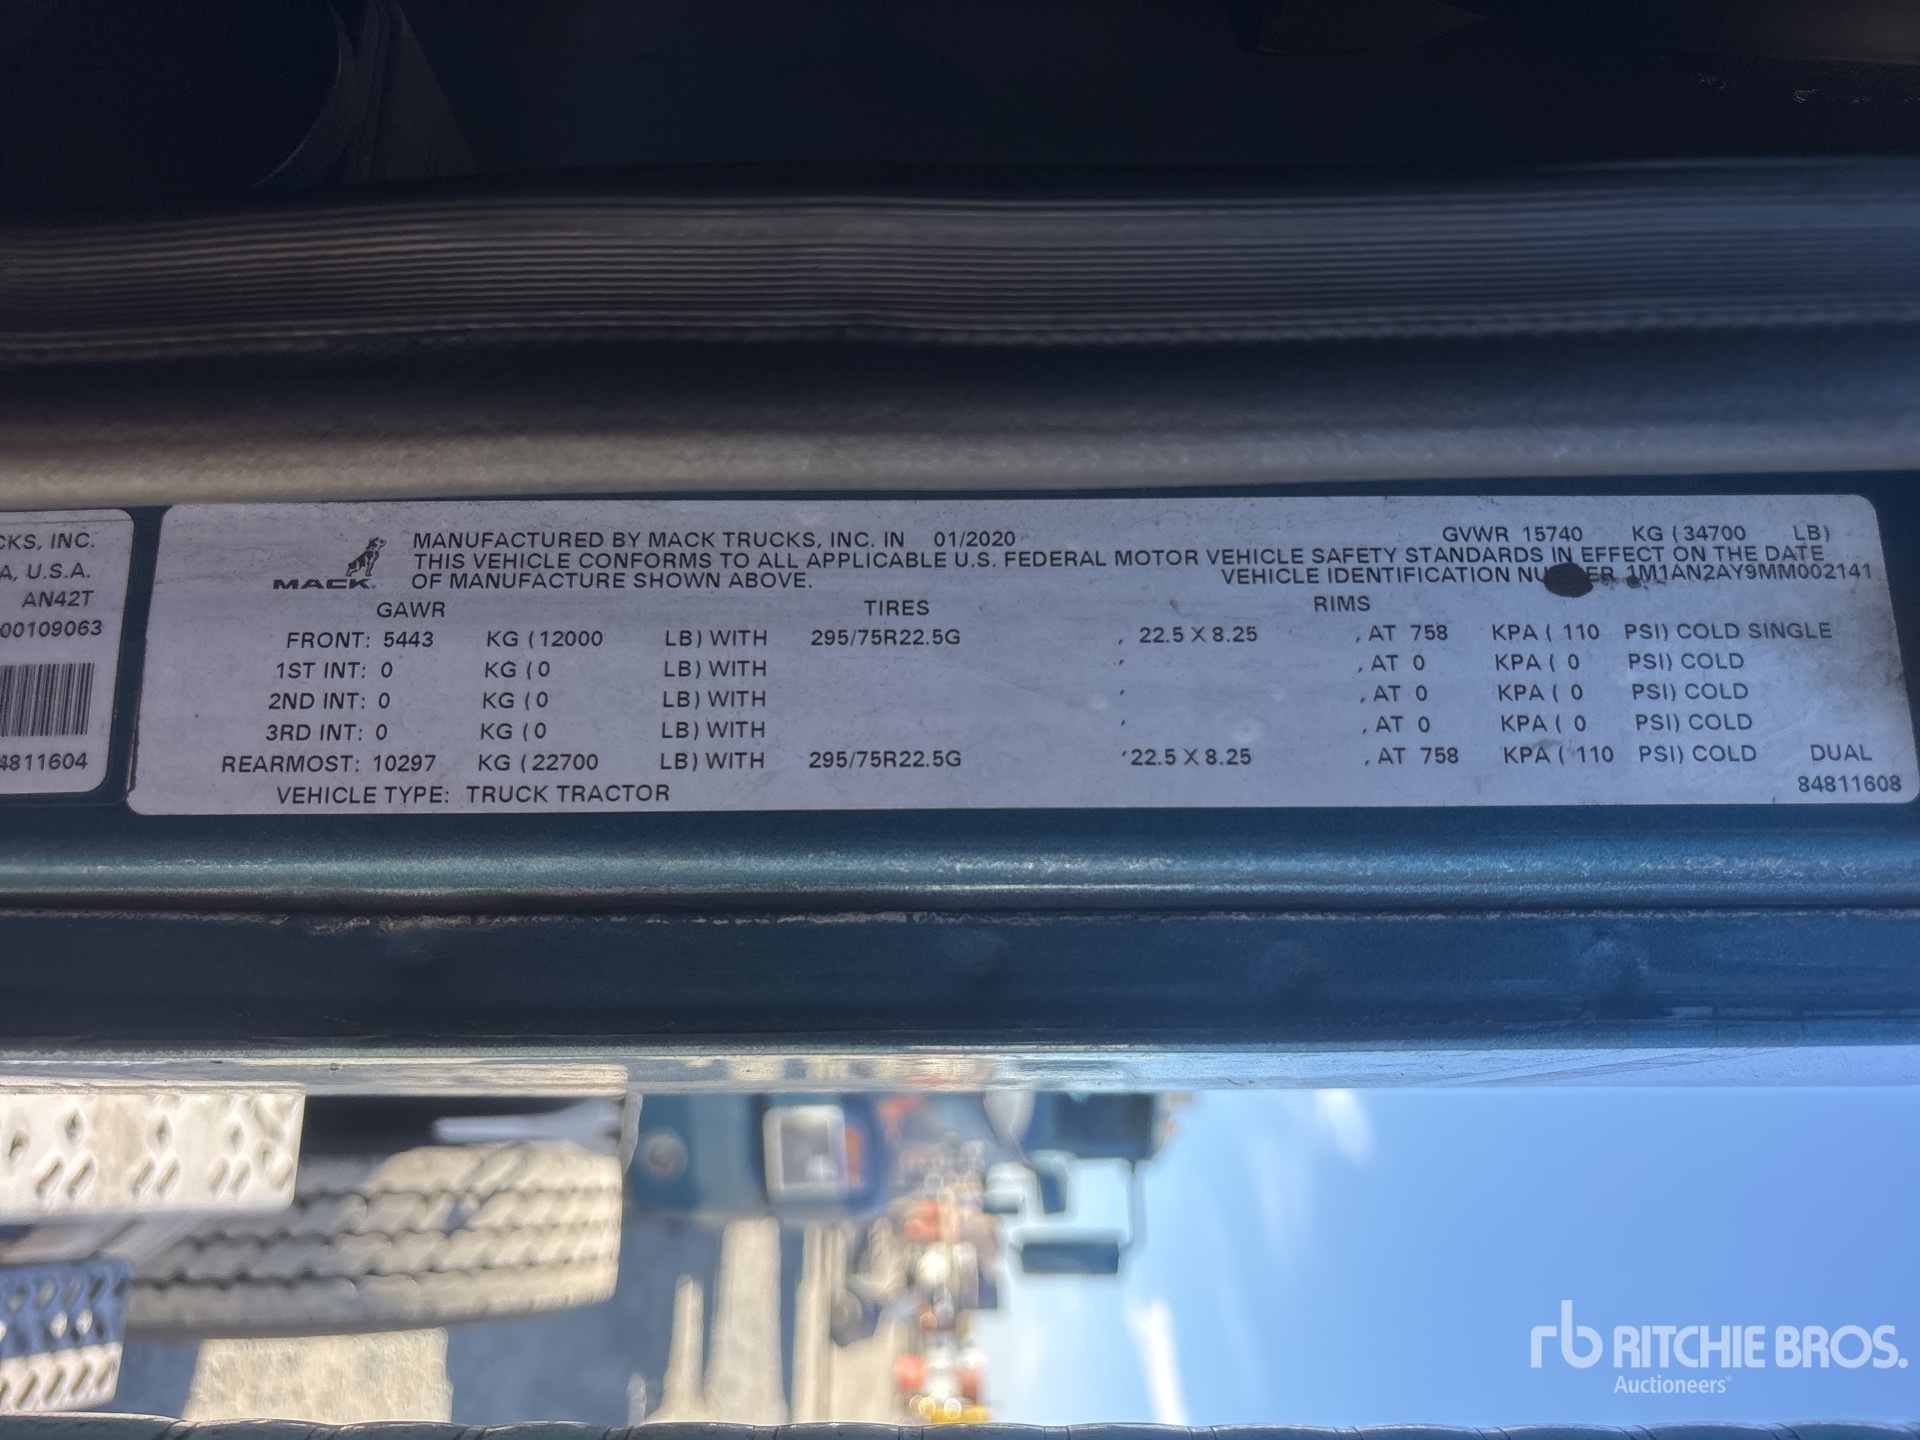 CKS, INC.
A, U.S.A.
AN42T
00109063
4811604
MANUFACTURED BY MACK TRUCKS, INC. IN 01/2020 GVWR 15740 KG (34700 LB)
THIS VEHICLE CONFORMS TO ALL APPLICABLE U.S. FEDERAL MOTOR VEHICLE SAFETY STANDARDS IN EFFECT ON THE DATE
MACK. OF MANUFACTURE SHOWN ABOVE. VEHICLE IDENTIFICATION NU ER 1M1AN2AY9MM002141
GAWR TIRES RIMS
FRONT: 5443 KG (12000 LB) WITH 295/75R22.5G , 22.5 X 8.25 , AT 758 KPA ( 110 PSI) COLD SINGLE
1ST INT: 0 KG (0 LB) WITH , , AT 0 KPA ( 0 PSI) COLD
2ND INT: 0 KG (0 LB) WITH , , AT 0 KPA ( 0 PSI) COLD
3RD INT: 0 KG (0 LB) WITH , , AT 0 KPA ( 0 PSI) COLD
REARMOST: 10297 KG (22700 LB) WITH 295/75R22.5G , 22.5 X 8.25 , AT 758 KPA ( 110 PSI) COLD DUAL
VEHICLE TYPE: TRUCK TRACTOR 84811608
rb RITCHIE BROS.
Auctioneers